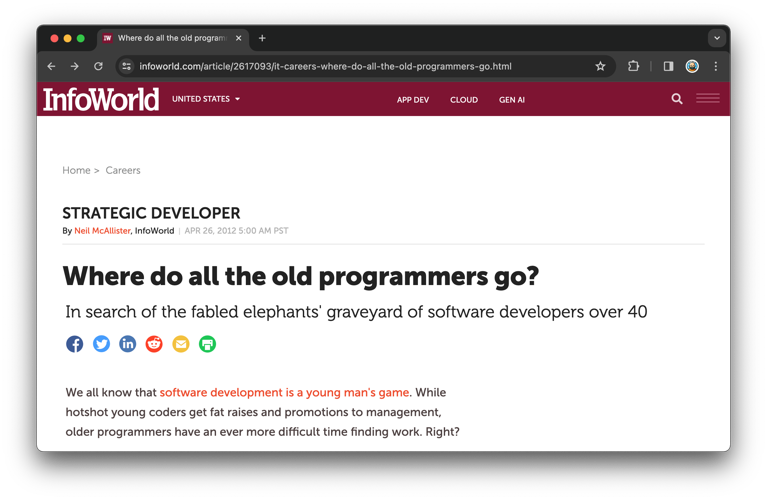 IW Where do all the old program
infoworld.com/article/2617093/it-careers-where-do-all-the-old-programmers-go.html
InfoWorld UNITED STATES APP DEV CLOUD GEN AI
Home > Careers
STRATEGIC DEVELOPER
By Neil McAllister, InfoWorld | APR 26, 2012 5:00 AM PST
Where do all the old programmers go?
In search of the fabled elephants' graveyard of software developers over 40
We all know that software development is a young man's game. While
hotshot young coders get fat raises and promotions to management,
older programmers have an ever more difficult time finding work. Right?